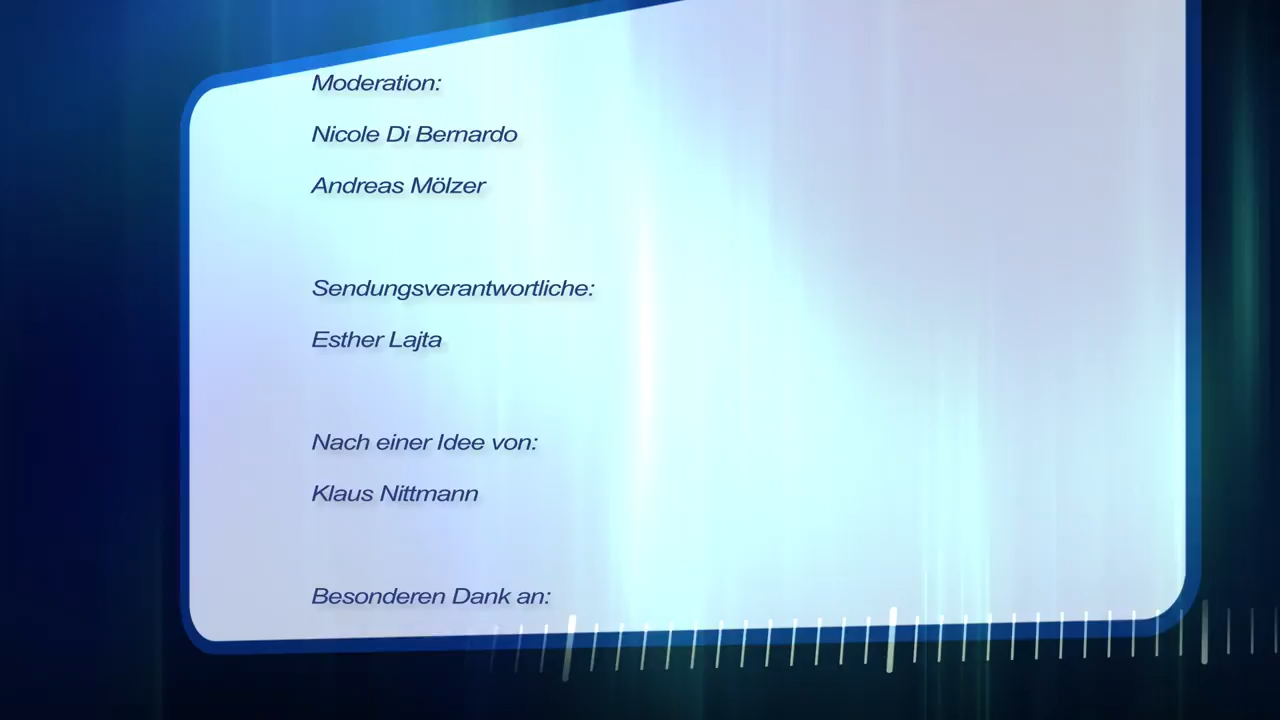 Moderation:
Nicole Di Bernardo
Andreas Mölzer
Sendungsverantwortliche:
Esther Lajta
Nach einer Idee von:
Klaus Nittmann
Besonderen Dank an: